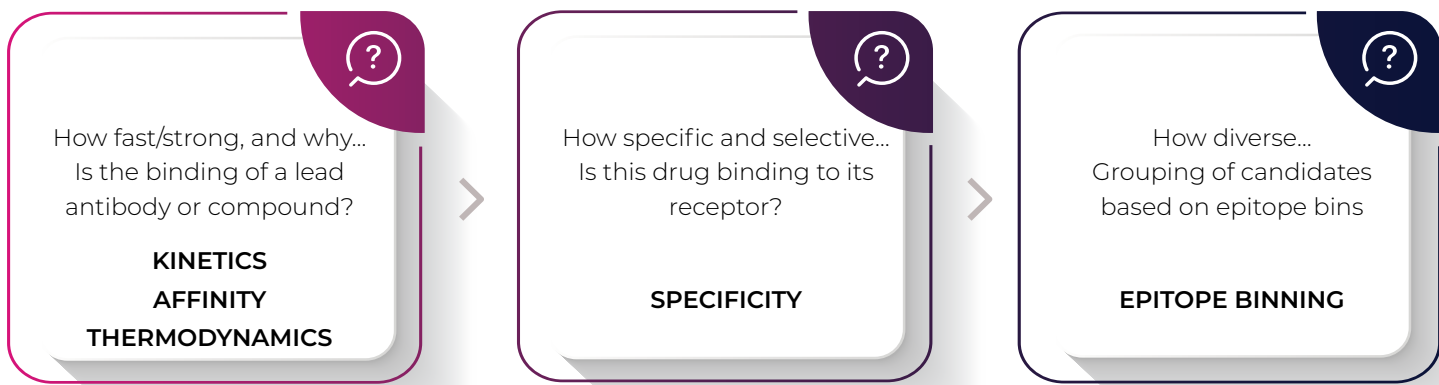 ?
How fast/strong, and why...
Is the binding of a lead
antibody or compound?
KINETICS
AFFINITY
THERMODYNAMICS
?
How specific and selective...
Is this drug binding to its
receptor?
SPECIFICITY
?
How diverse...
Grouping of candidates
based on epitope bins
EPITOPE BINNING